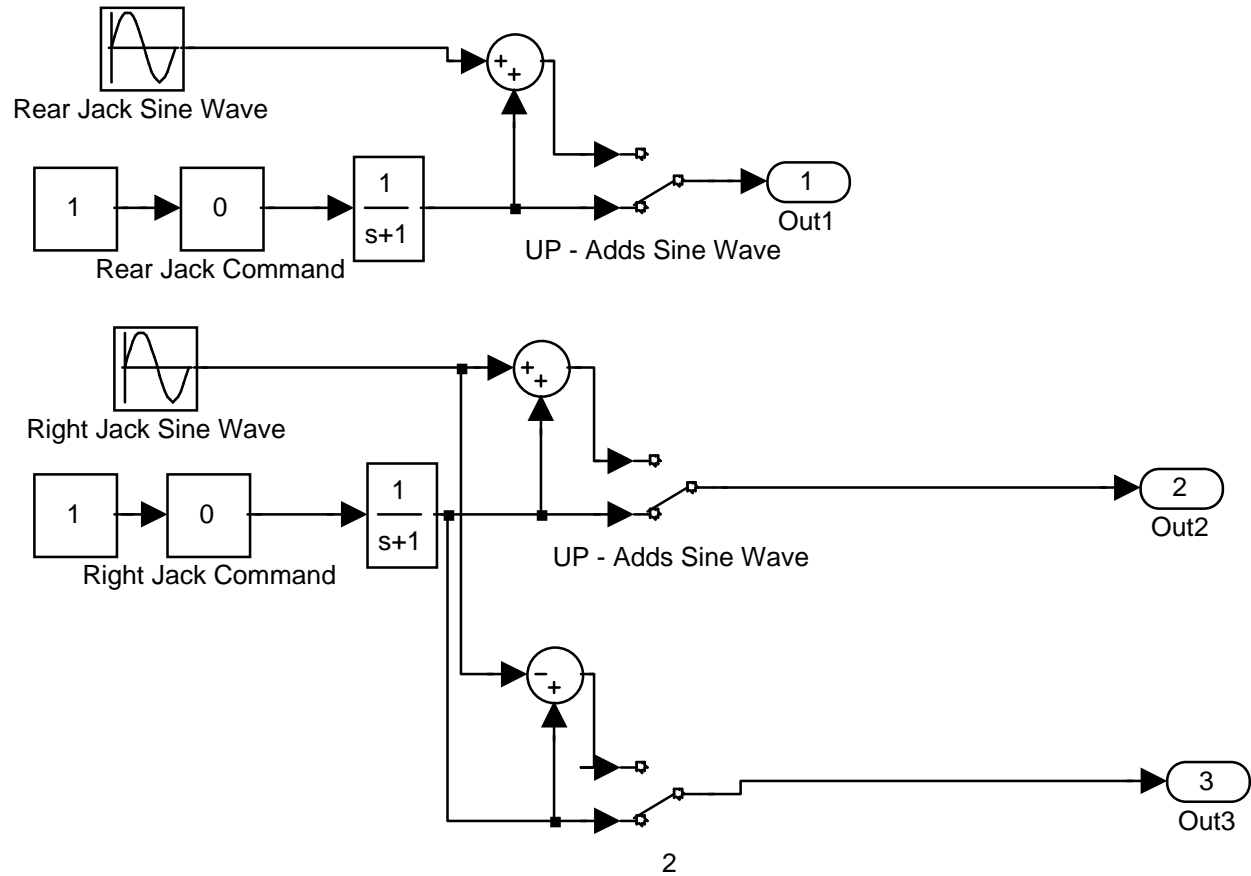 +
+
Rear Jack Sine Wave
1
0
1
s+1
1
Out1
Rear Jack Command
UP - Adds Sine Wave
+
+
Right Jack Sine Wave
1
0
1
s+1
2
Out2
Right Jack Command
UP - Adds Sine Wave
−
+
3
Out3
2